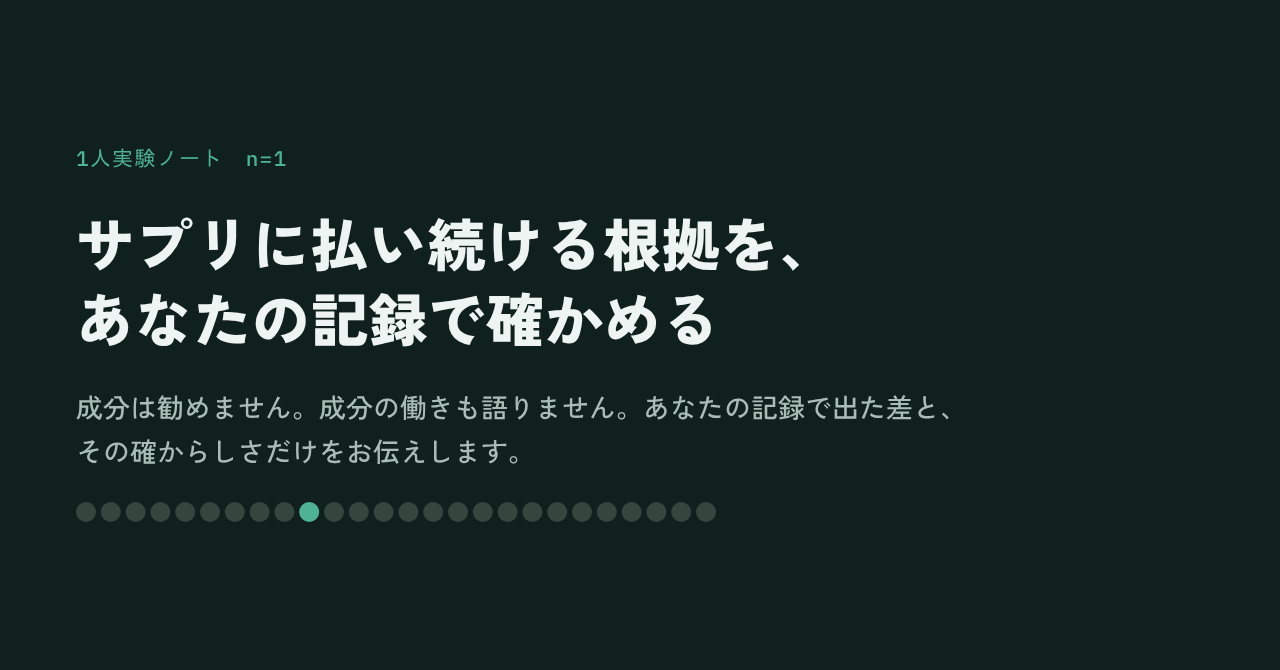 1人実験ノート　n=1
サプリに払い続ける根拠を、
あなたの記録で確かめる
成分は勧めません。成分の働きも語りません。あなたの記録で出た差と、
その確からしさだけをお伝えします。